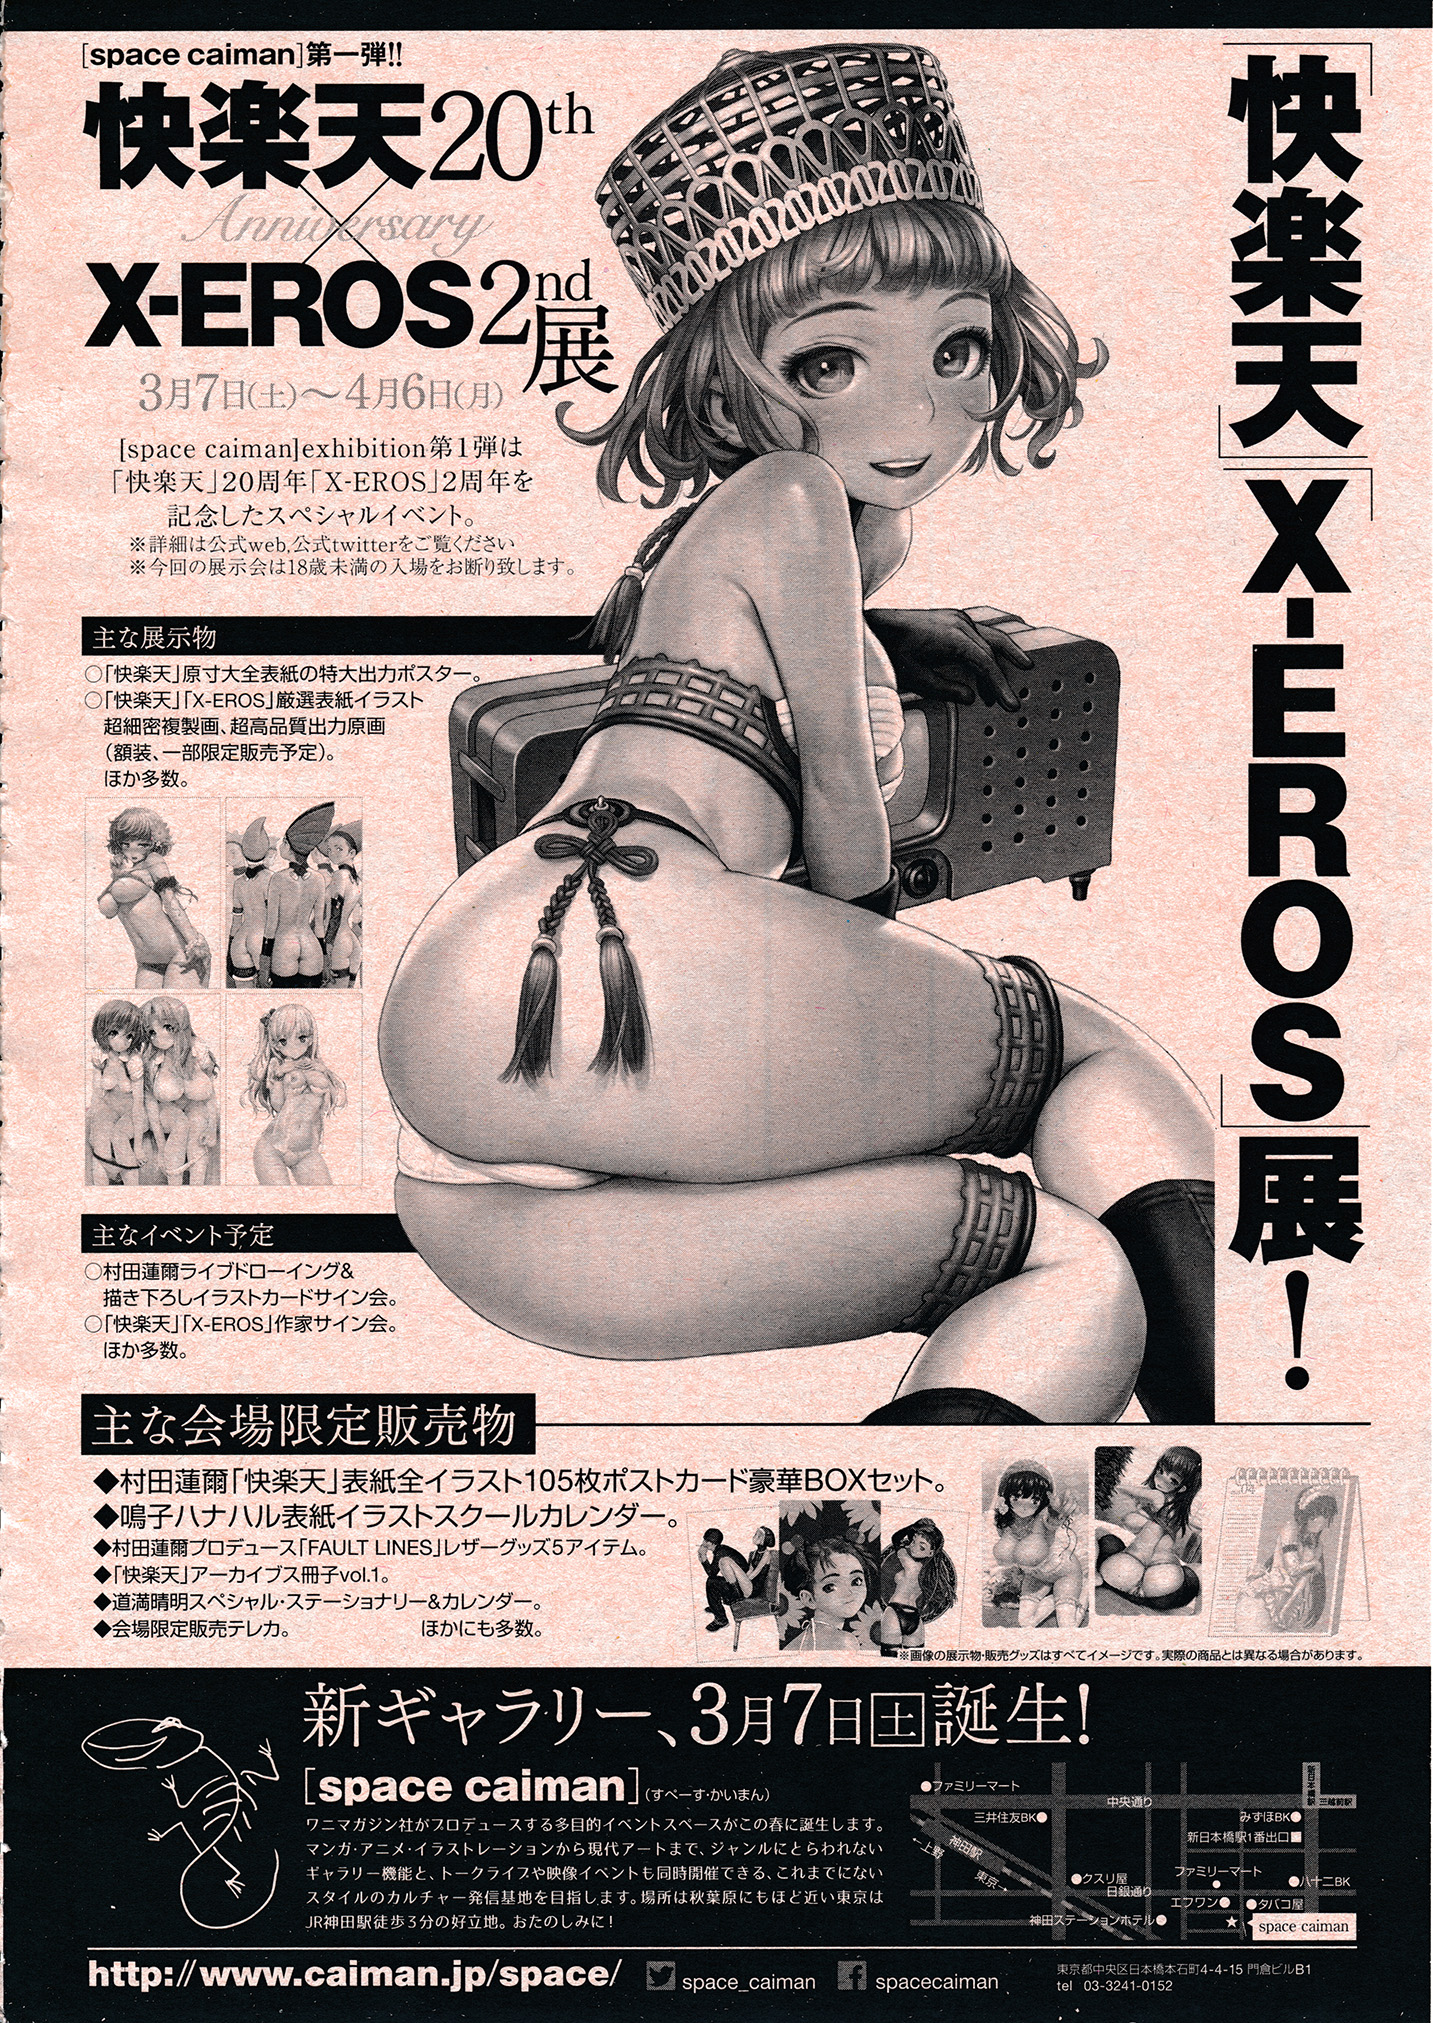 [space caiman]第一弾!!
快楽天20th
×
Anniversary
X-EROS2nd展
3月7日(土)～4月6日(月)
[space caiman]exhibition第1弾は
「快楽天」20周年「X-EROS」2周年を
記念したスペシャルイベント。
※詳細は公式web,公式twitterをご覧ください
※今回の展示会は18歳未満の入場をお断り致します。
「快楽天」「X-EROS」展！
主な展示物
○「快楽天」原寸大全表紙の特大出力ポスター。
○「快楽天」「X-EROS」厳選表紙イラスト
超細密複製画、超高品質出力原画
（額装、一部限定販売予定）。
ほか多数。
主なイベント予定
○村田蓮爾ライブドローイング&
描き下ろしイラストカードサイン会。
○「快楽天」「X-EROS」作家サイン会。
ほか多数。
主な会場限定販売物
◆村田蓮爾「快楽天」表紙全イラスト105枚ポストカード豪華BOXセット。
◆鳴子ハナハル表紙イラストスクールカレンダー。
◆村田蓮爾プロデュース「FAULT LINES」レザーグッズ5アイテム。
◆「快楽天」アーカイブス冊子vol.1。
◆道満晴明スペシャル・ステーショナリー&カレンダー。
◆会場限定販売テレカ。 ほかにも多数。
※画像の展示物・販売グッズはすべてイメージです。実際の商品とは異なる場合があります。
新ギャラリー、3月7日土誕生!
[space caiman]（すぺーす・かいまん）
ワニマガジン社がプロデュースする多目的イベントスペースがこの春に誕生します。
マンガ・アニメ・イラストレーションから現代アートまで、ジャンルにとらわれない
ギャラリー機能と、トークライブや映像イベントも同時開催できる、これまでにない
スタイルのカルチャー発信基地を目指します。場所は秋葉原にもほど近い東京は
JR神田駅徒歩3分の好立地。おたのしみに！
ファミリーマート
中央通り
新日本橋駅
三越前駅
三井住友BK
みずほBK
新日本橋駅1番出口
←上野
神田駅
東京→
クスリ屋
日銀通り
ファミリーマート
八十二BK
エフワン
タバコ屋
神田ステーションホテル
★
space caiman
http://www.caiman.jp/space/
space_caiman
spacecaiman
東京都中央区日本橋本石町4-4-15 門倉ビルB1
tel 03-3241-0152